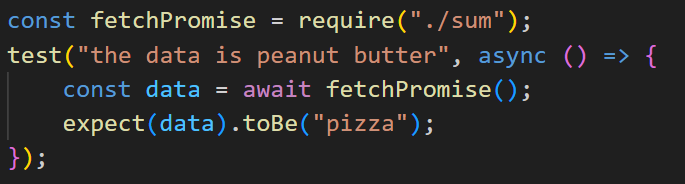 const fetchPromise = require("./sum");
test("the data is peanut butter", async () => {
    const data = await fetchPromise();
    expect(data).toBe("pizza");
});